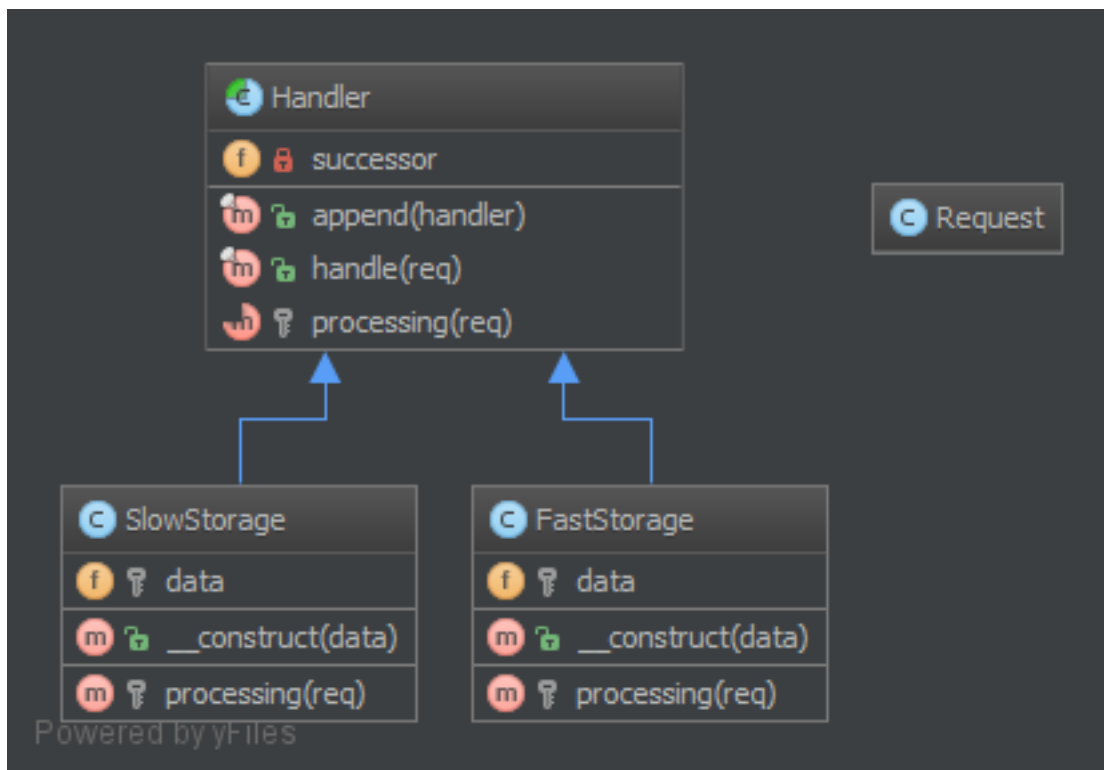 Handler
successor
append(handler)
handle(req)
processing(req)
Request
SlowStorage
data
__construct(data)
processing(req)
FastStorage
data
__construct(data)
processing(req)
Powered by yFiles